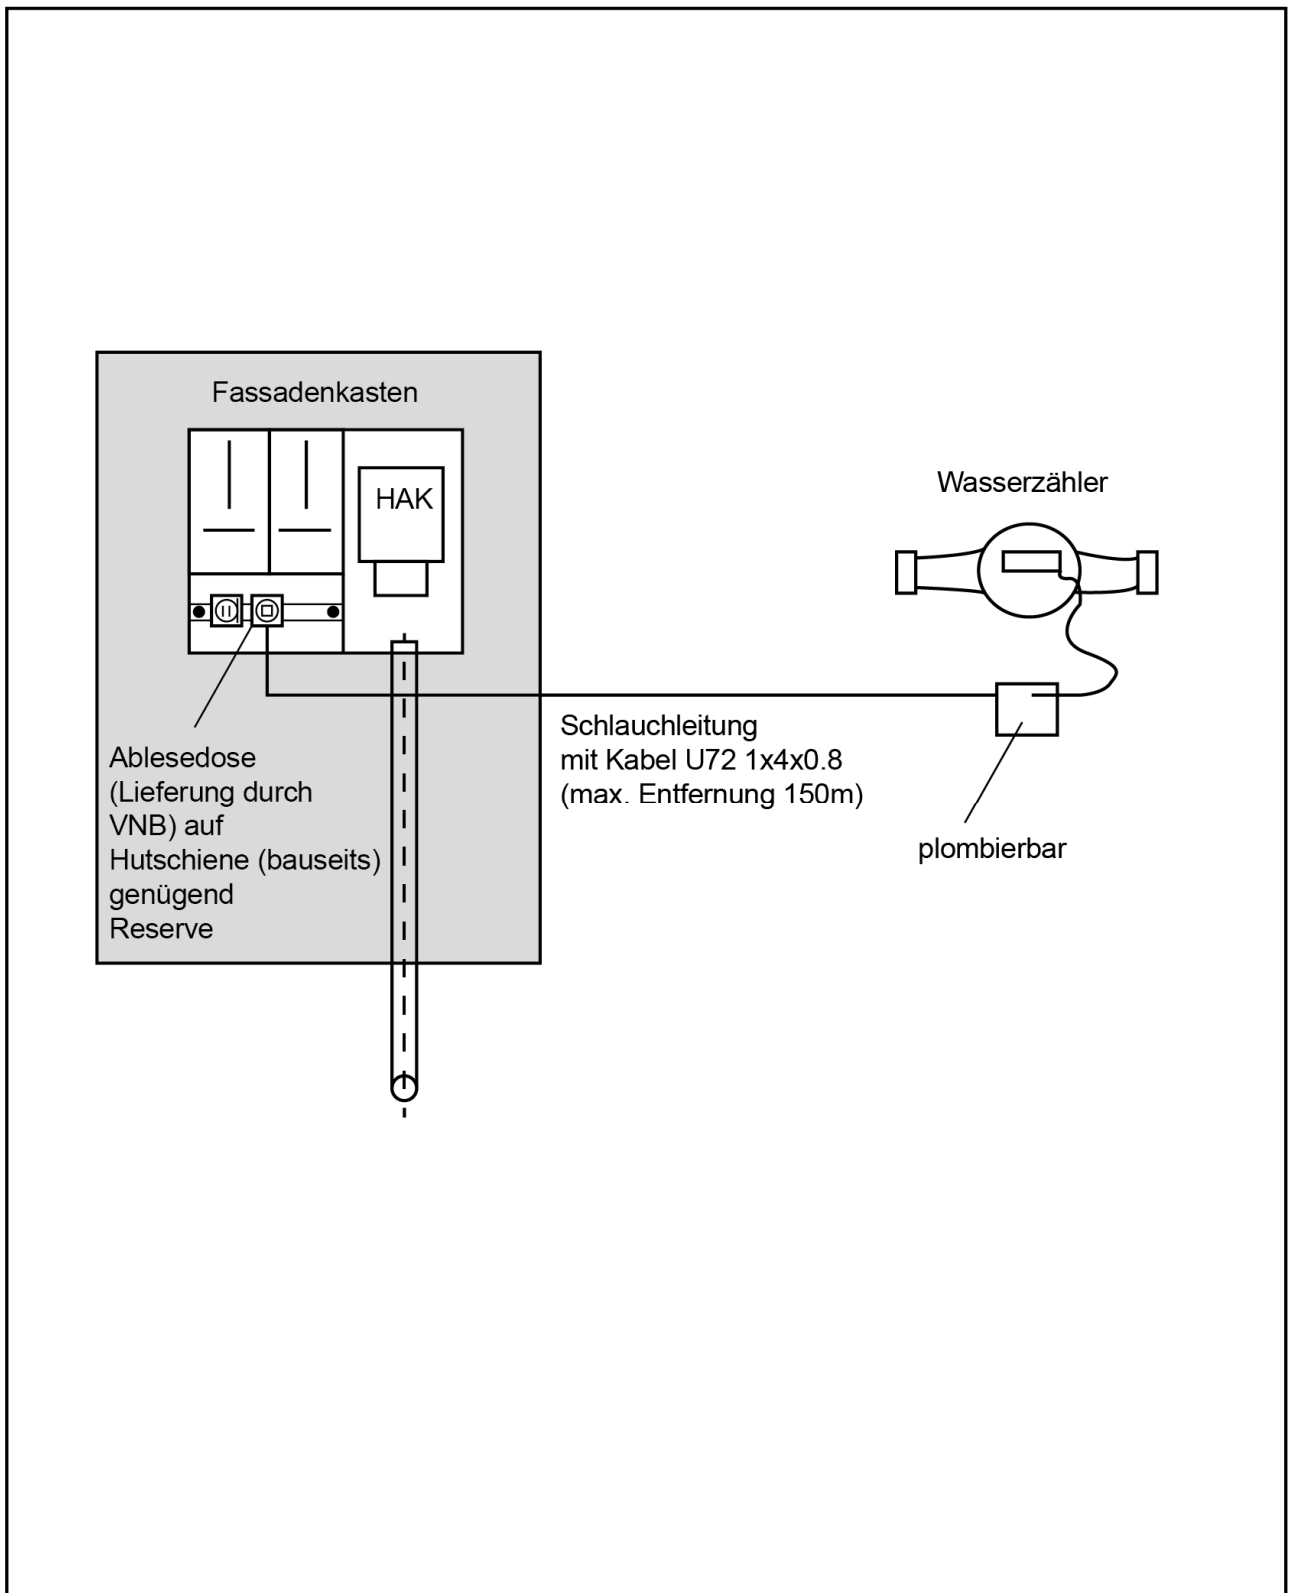 Fassadenkasten
HAK
Wasserzähler
Ablesedose
(Lieferung durch
VNB) auf
Hutschiene (bauseits)
genügend
Reserve
Schlauchleitung
mit Kabel U72 1x4x0.8
(max. Entfernung 150m)
plombierbar